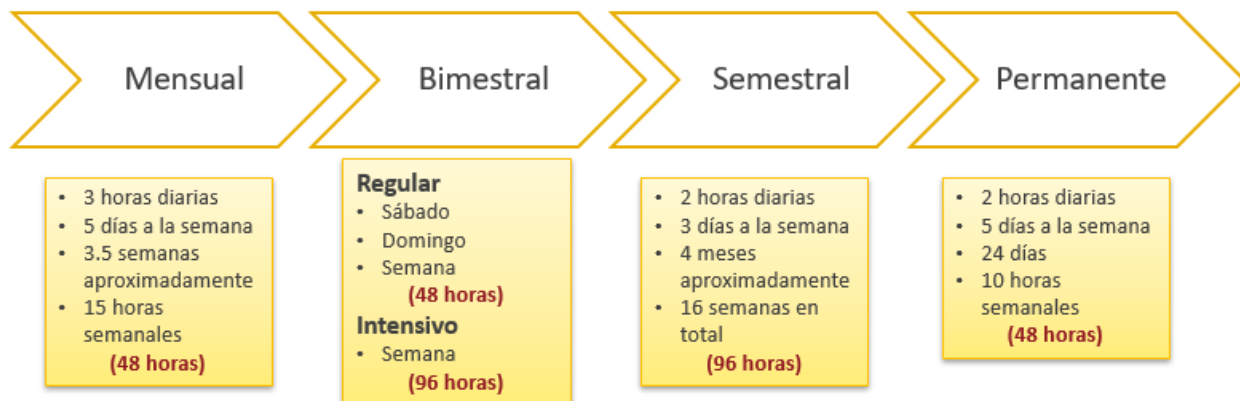 Mensual
Bimestral
Semestral
Permanente
• 3 horas diarias
• 5 días a la semana
• 3.5 semanas
aproximadamente
• 15 horas
semanales
(48 horas)
Regular
• Sábado
• Domingo
• Semana
(48 horas)
Intensivo
• Semana
(96 horas)
• 2 horas diarias
• 3 días a la semana
• 4 meses
aproximadamente
• 16 semanas en
total
(96 horas)
• 2 horas diarias
• 5 días a la semana
• 24 días
• 10 horas
semanales
(48 horas)